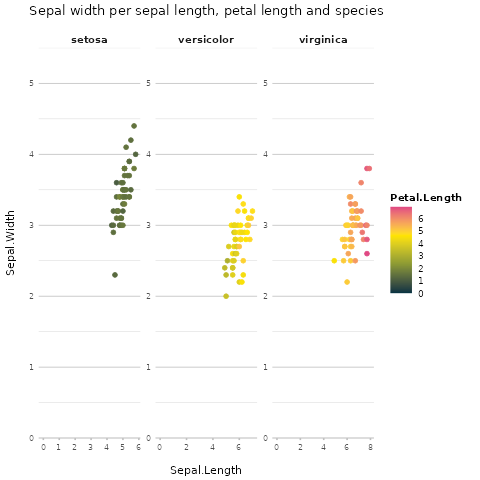 Sepal width per sepal length, petal length and species
setosa versicolor virginica
5 5 5
4 4 4
3 3 3
2 2 2
1 1 1
0 0 0
0 1 2 3 4 5 6 0 2 4 6 0 2 4 6 8
Sepal.Width
Sepal.Length
Petal.Length
6
5
4
3
2
1
0